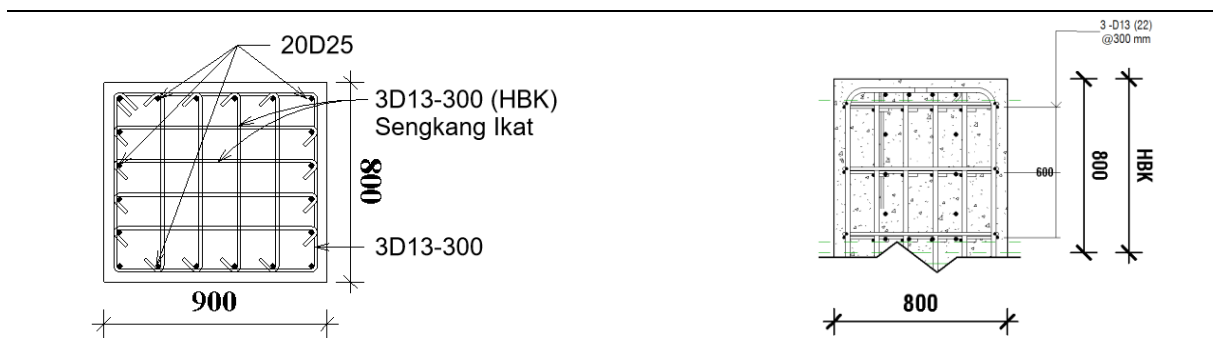 20D25
3D13-300 (HBK)
Sengkang Ikat
800
3D13-300
900
3 -D13 (22)
@300 mm
600
800
HBK
800